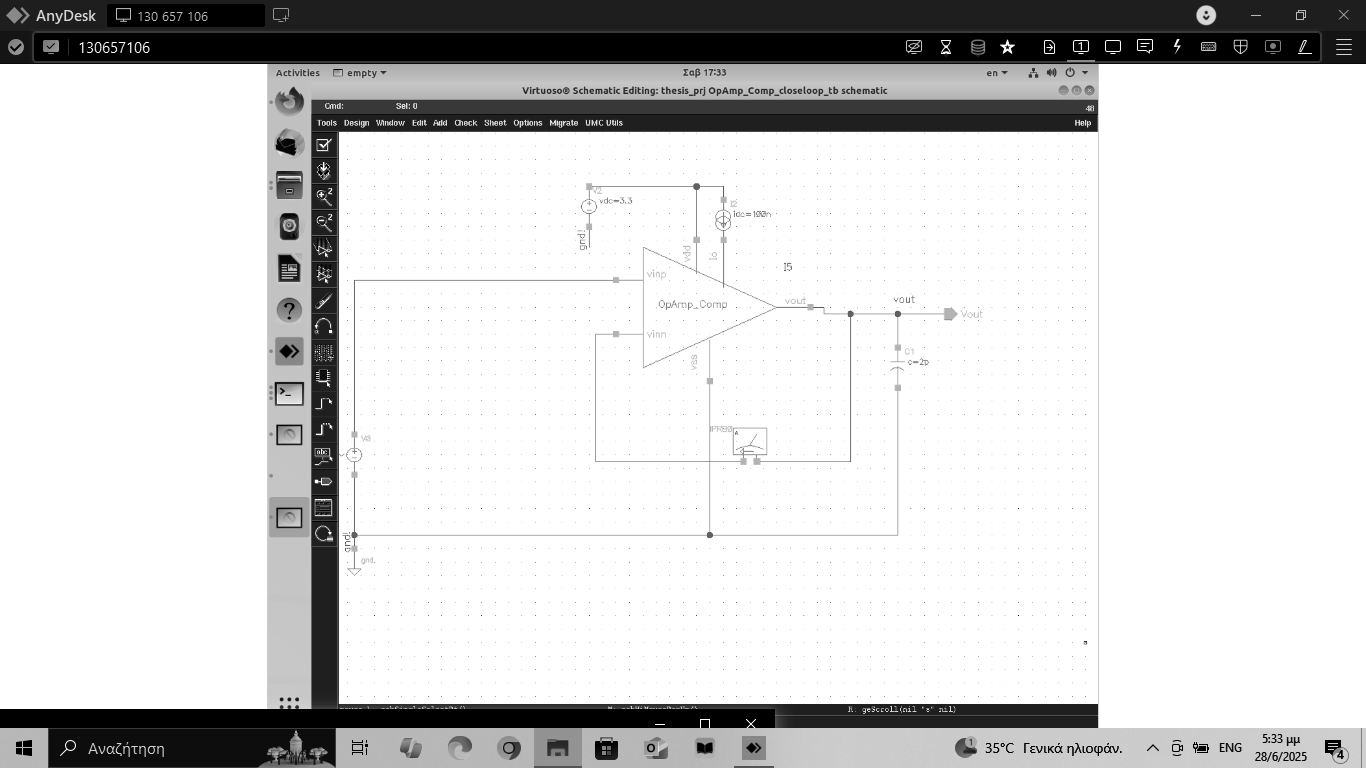 AnyDesk
130 657 106
130657106
1
Activities
empty
Σαβ 17:33
en
Virtuoso® Schematic Editing: thesis_prj OpAmp_Comp_closeloop_tb schematic
Cmd: Sel: 0
Tools Design Window Edit Add Check Sheet Options Migrate UMC Utils Help
V2
vdc=3.3
idc=100n
gnd!
vdd
Io
I5
vinp
OpAmp_Comp
vout
vout
Vout
vinn
vss
C1
c=2p
IPRB0
A
abc
gnd!
gnd!
R: geScroll(nil "s" nil)
Αναζήτηση
35°C Γενικά ηλιοφάν.
ENG
5:33 μμ
28/6/2025
4